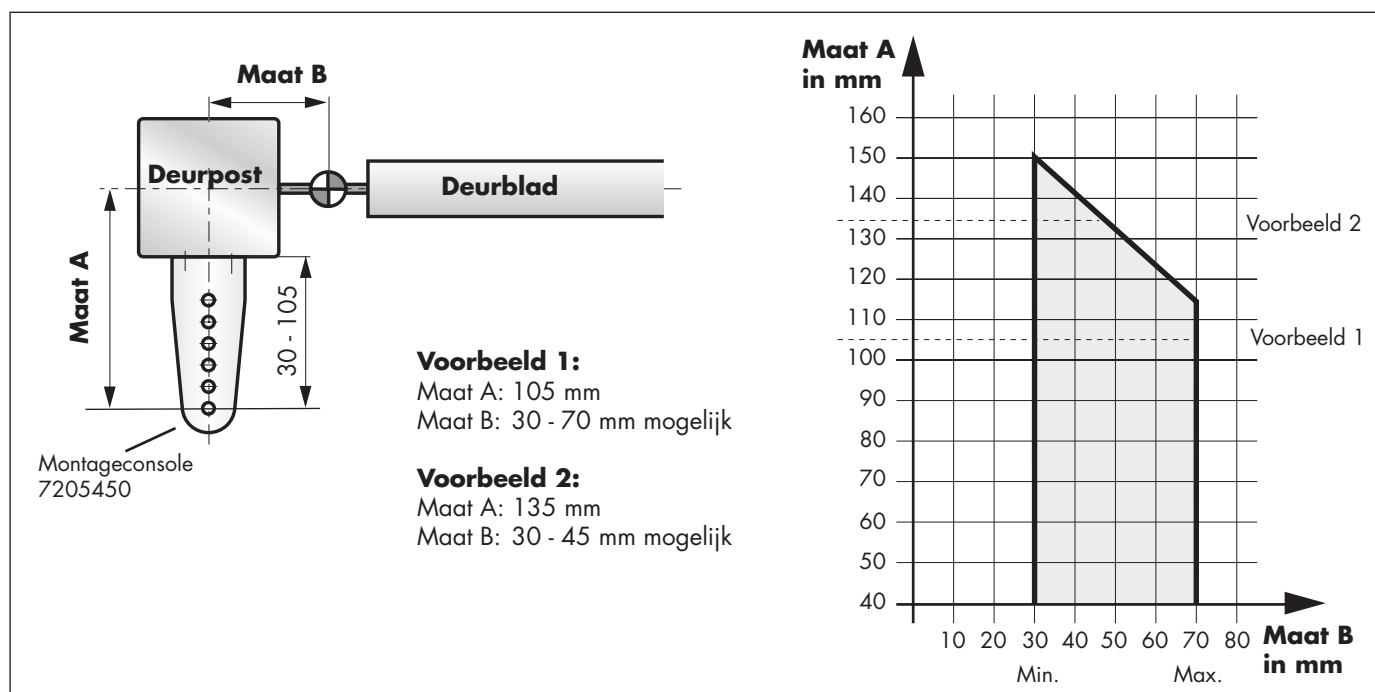 Maat B
Deurpost
Deurblad
Maat A
30 - 105
Montageconsole
7205450
Voorbeeld 1:
Maat A: 105 mm
Maat B: 30 - 70 mm mogelijk
Voorbeeld 2:
Maat A: 135 mm
Maat B: 30 - 45 mm mogelijk
Maat A
in mm
160
150
140
130
120
110
100
90
80
70
60
50
40
Voorbeeld 2
Voorbeeld 1
10 20 30 40 50 60 70 80
Min. Max.
Maat B
in mm